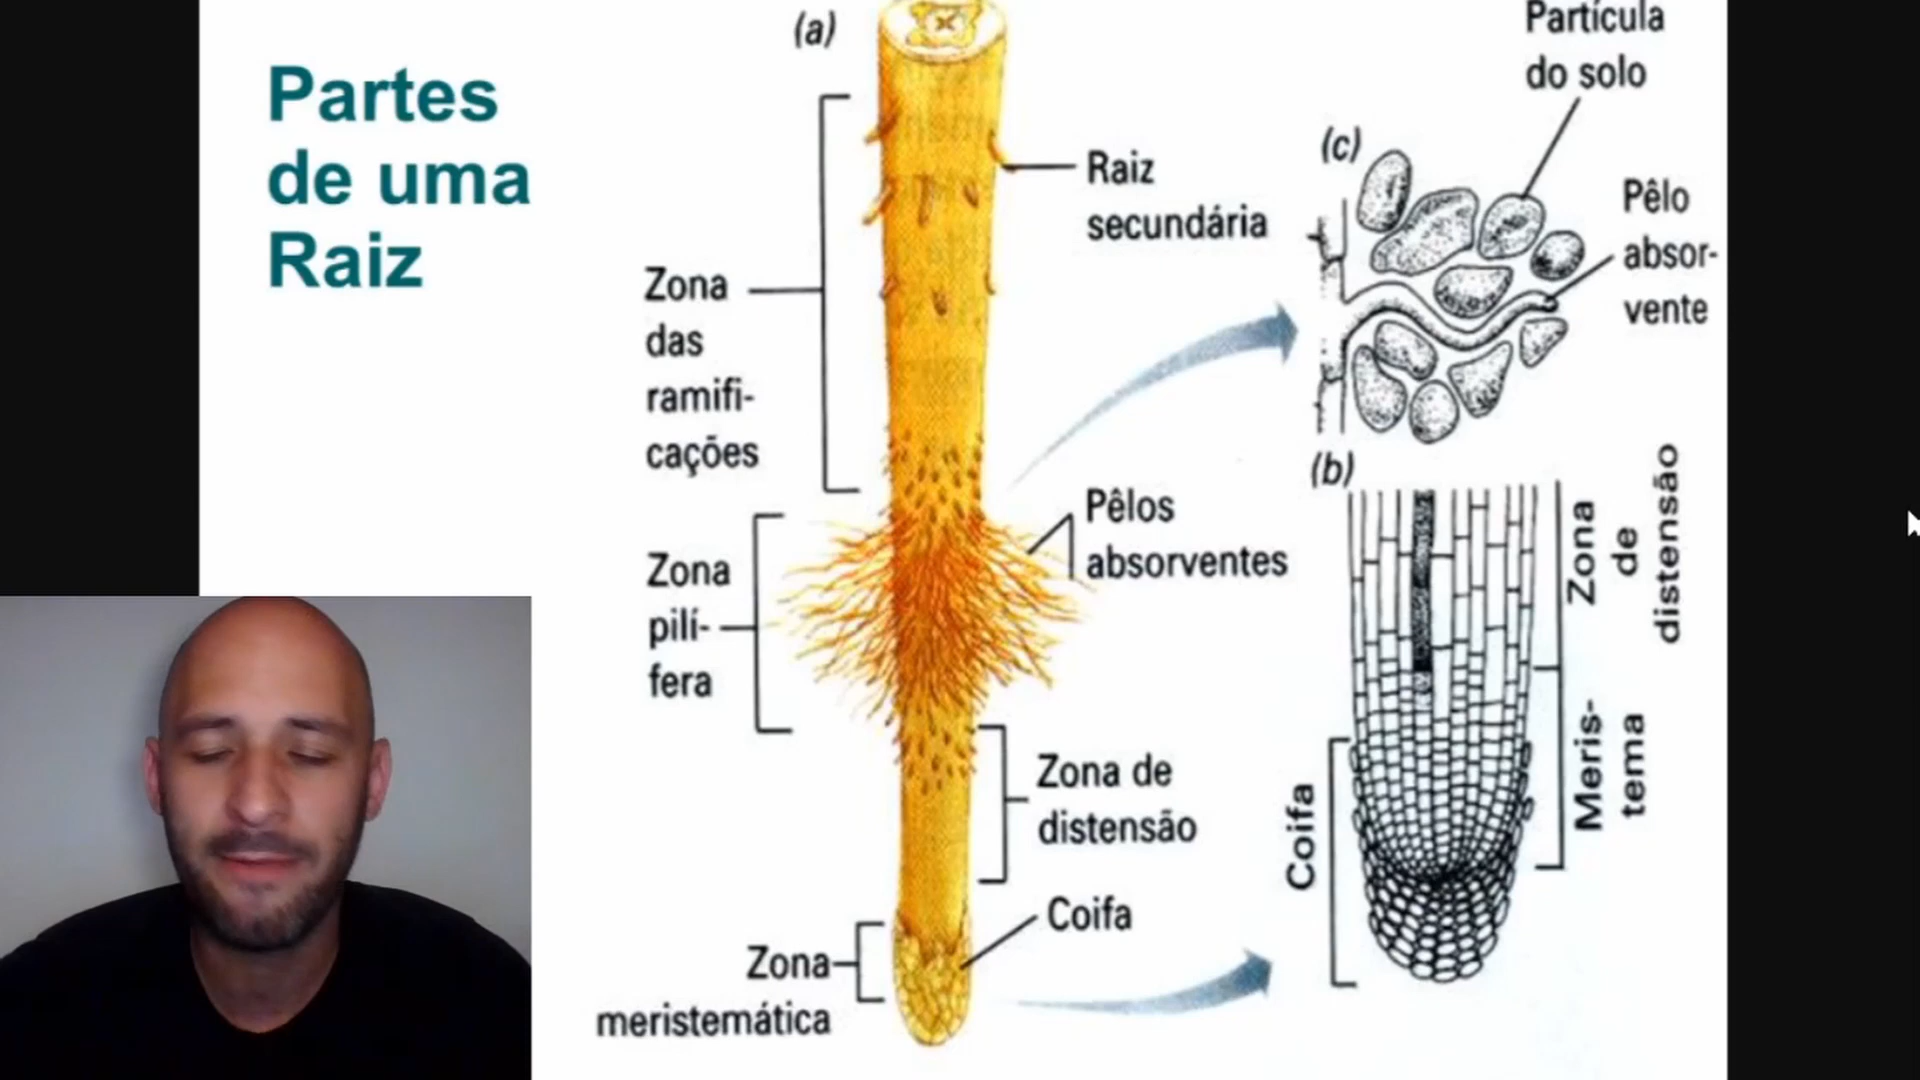 Partes
de uma
Raiz
(a)
Zona
das
ramifi-
cações
Raiz
secundária
Zona
pilí-
fera
Pêlos
absorventes
Zona de
distensão
Coifa
Zona
meristemática
(c)
Partícula
do solo
Pêlo
absor-
vente
(b)
Zona
de
distensão
Meris-
tema
Coifa